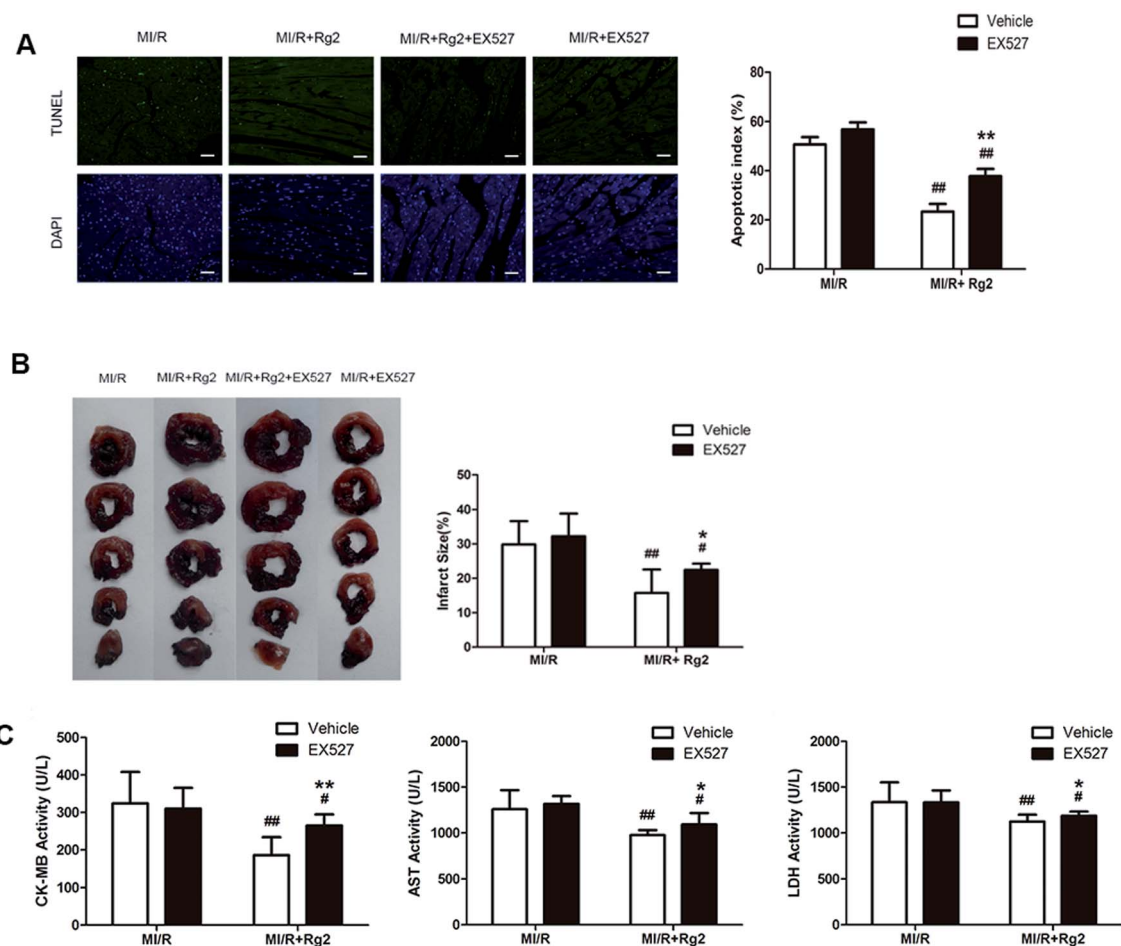 A
MI/R MI/R+Rg2 MI/R+Rg2+EX527 MI/R+EX527
TUNEL
DAPI
Vehicle
EX527
Apoptotic index (%)
80
60
40
20
0
**
##
##
MI/R MI/R+ Rg2
B
MI/R MI/R+Rg2 MI/R+Rg2+EX527 MI/R+EX527
Vehicle
EX527
Infarct Size(%)
50
40
30
20
10
0
##
*
#
MI/R MI/R+ Rg2
C
Vehicle
EX527
CK-MB Activity (U/L)
500
400
300
200
100
0
##
**
#
MI/R MI/R+Rg2
Vehicle
EX527
AST Activity (U/L)
2000
1500
1000
500
0
##
*
#
MI/R MI/R+Rg2
Vehicle
EX527
LDH Activity (U/L)
2000
1500
1000
500
0
##
*
#
MI/R MI/R+Rg2